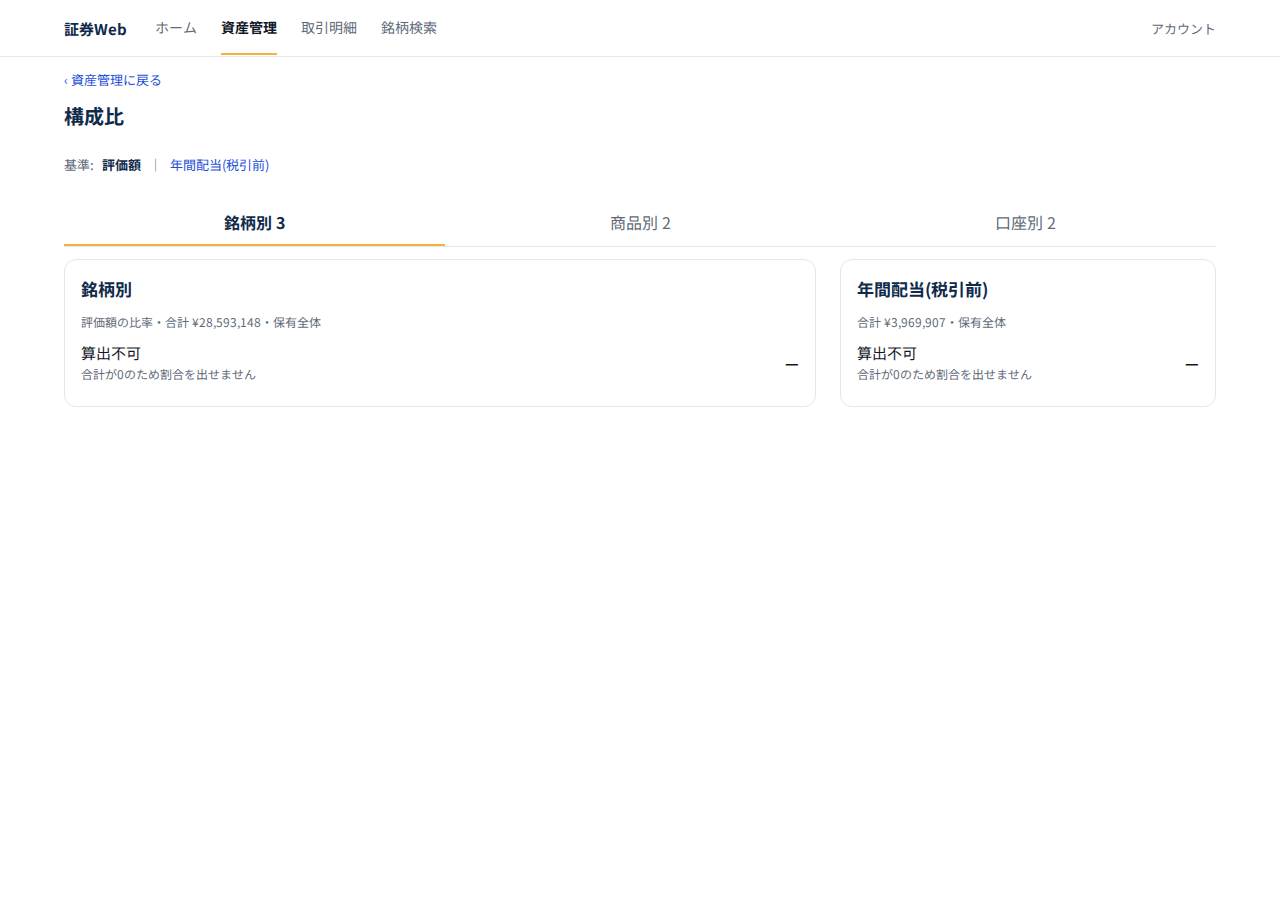 証券Web ホーム 資産管理 取引明細 銘柄検索 アカウント
‹ 資産管理に戻る
構成比
基準: 評価額 | 年間配当(税引前)
銘柄別 3 商品別 2 口座別 2
銘柄別
評価額の比率・合計 ¥28,593,148・保有全体
算出不可
合計が0のため割合を出せません
—
年間配当(税引前)
合計 ¥3,969,907・保有全体
算出不可
合計が0のため割合を出せません
—